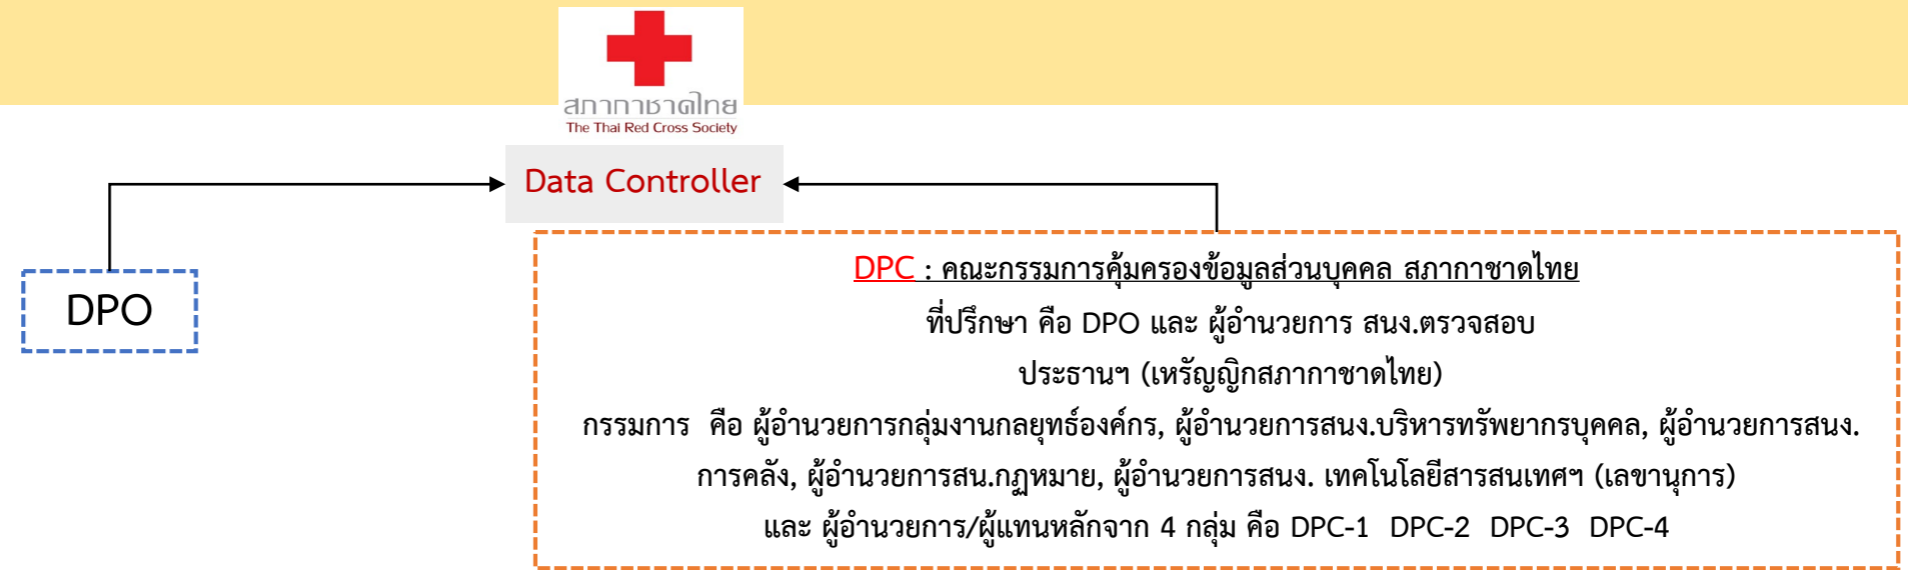 สภากาชาดไทย
The Thai Red Cross Society
Data Controller
DPO
DPC : คณะกรรมการคุ้มครองข้อมูลส่วนบุคคล สภากาชาดไทย
ที่ปรึกษา คือ DPO และ ผู้อำนวยการ สนง.ตรวจสอบ
ประธานฯ (เหรัญญิกสภากาชาดไทย)
กรรมการ คือ ผู้อำนวยการกลุ่มงานกลยุทธ์องค์กร, ผู้อำนวยการสนง.บริหารทรัพยากรบุคคล, ผู้อำนวยการสนง.
การคลัง, ผู้อำนวยการสน.กฎหมาย, ผู้อำนวยการสนง. เทคโนโลยีสารสนเทศฯ (เลขานุการ)
และ ผู้อำนวยการ/ผู้แทนหลักจาก 4 กลุ่ม คือ DPC-1 DPC-2 DPC-3 DPC-4